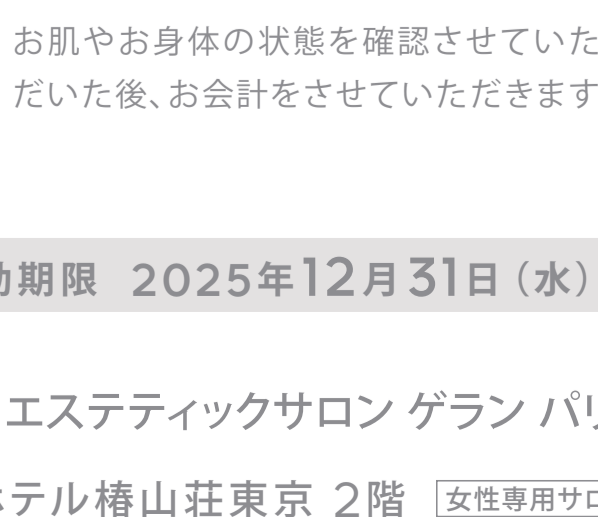 お肌やお身体の状態を確認させていた
だいた後、お会計をさせていただきます
効期限 2025年12月31日（水）
エステティックサロン ゲラン パリ
ホテル椿山荘東京 2階 女性専用サロ